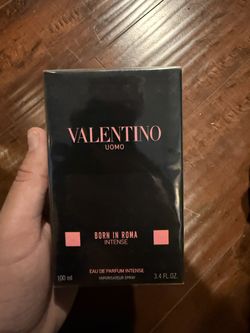 VALENTINO
UOMO
BORN IN ROMA
INTENSE
EAU DE PARFUM INTENSE
VAPORISATEUR SPRAY
100 ml
3.4 FL.OZ.